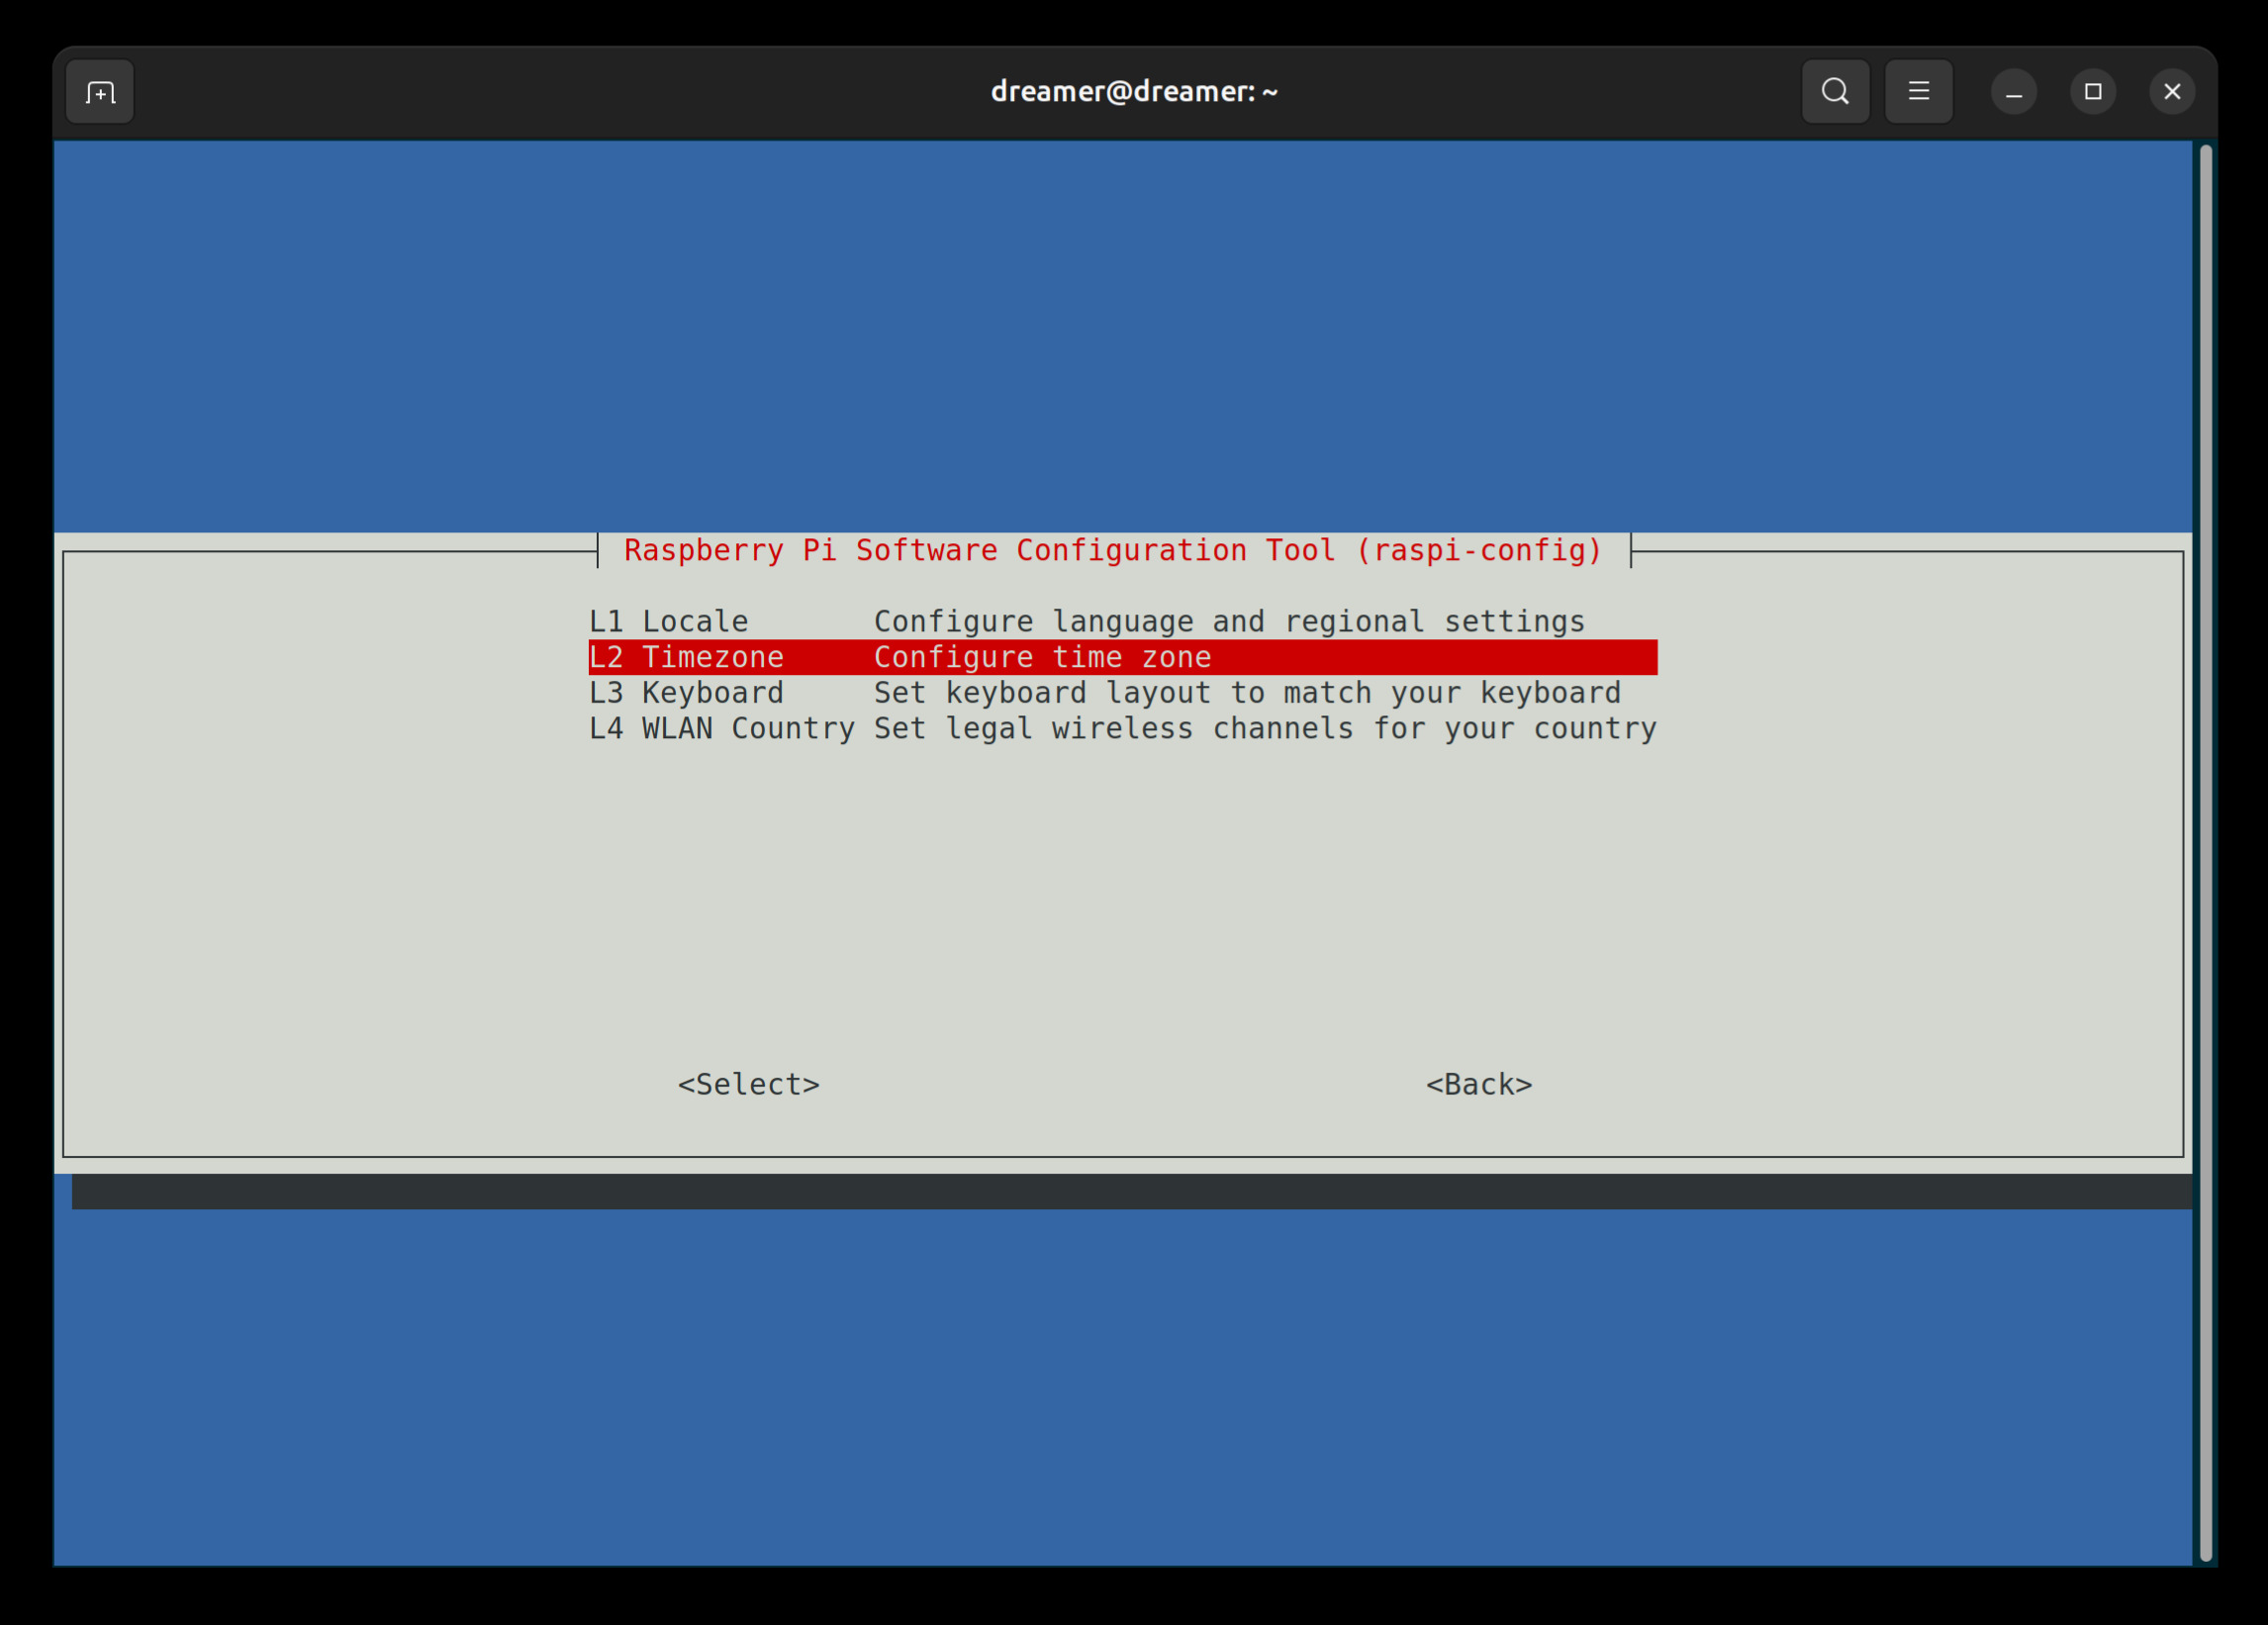 dreamer@dreamer: ~
Raspberry Pi Software Configuration Tool (raspi-config)
L1 Locale       Configure language and regional settings
L2 Timezone     Configure time zone
L3 Keyboard     Set keyboard layout to match your keyboard
L4 WLAN Country Set legal wireless channels for your country
<Select>                                  <Back>